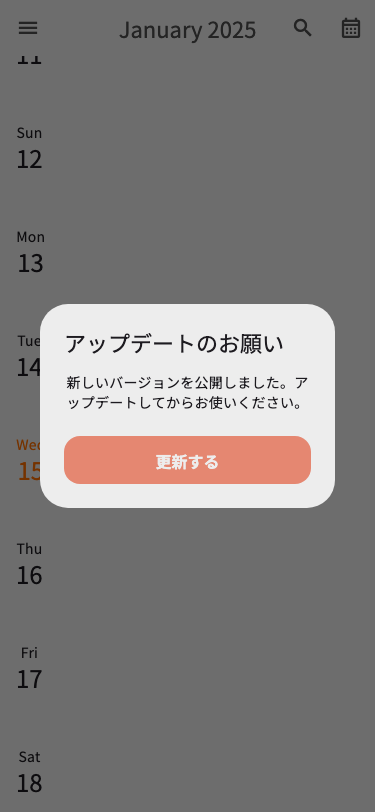 January 2025
11
Sun
12
Mon
13
Tue
14
アップデートのお願い
新しいバージョンを公開しました。ア
ップデートしてからお使いください。
Wed
15
更新する
Thu
16
Fri
17
Sat
18